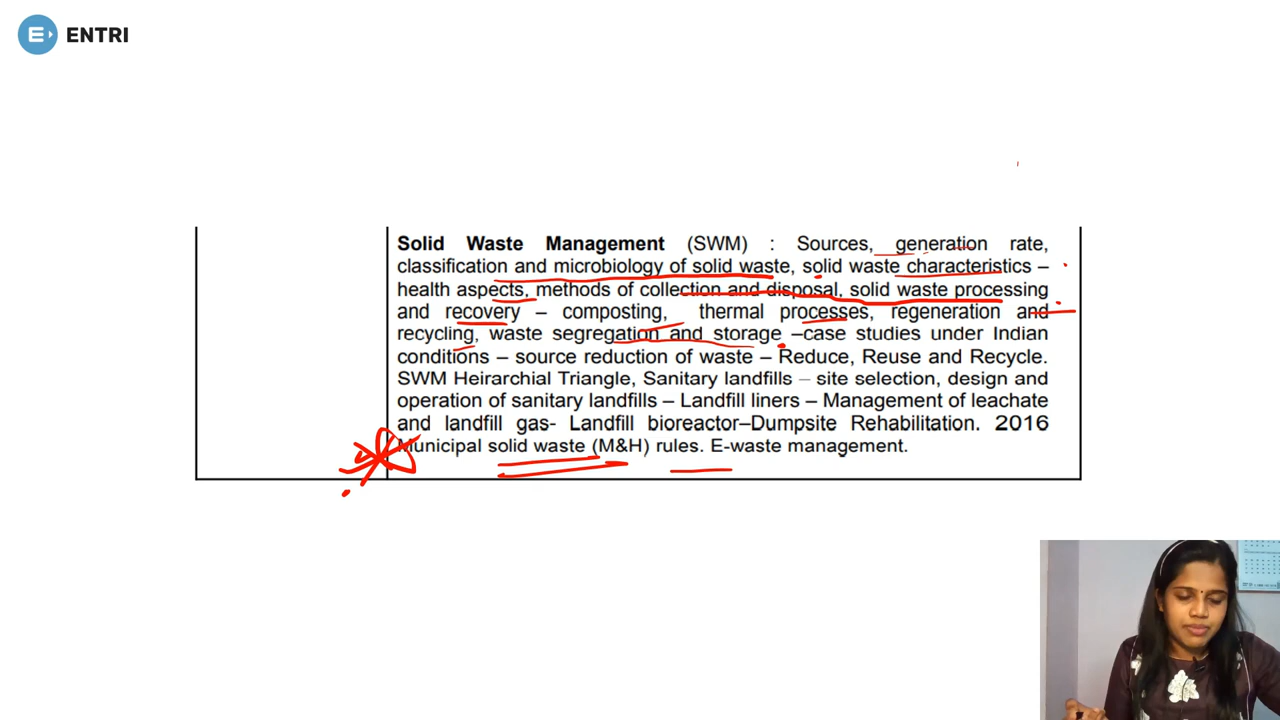 E ENTRI
Solid Waste Management (SWM) : Sources, generation rate,
classification and microbiology of solid waste, solid waste characteristics –
health aspects, methods of collection and disposal, solid waste processing
and recovery – composting, thermal processes, regeneration and
recycling, waste segregation and storage –case studies under Indian
conditions – source reduction of waste – Reduce, Reuse and Recycle.
SWM Heirarchial Triangle, Sanitary landfills – site selection, design and
operation of sanitary landfills – Landfill liners – Management of leachate
and landfill gas- Landfill bioreactor–Dumpsite Rehabilitation. 2016
Municipal solid waste (M&H) rules. E-waste management.